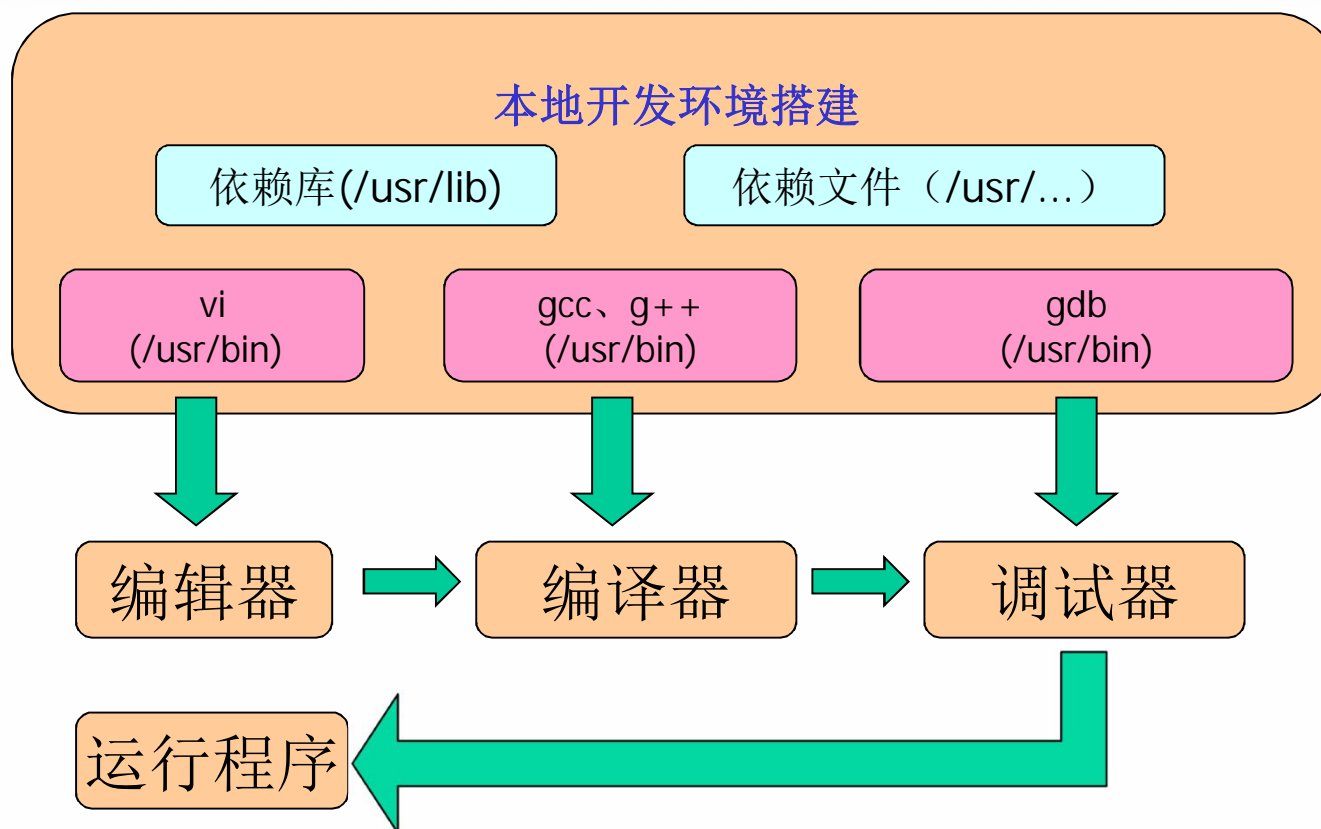 本地开发环境搭建
依赖库(/usr/lib)
依赖文件（/usr/…）
vi
(/usr/bin)
gcc、g++
(/usr/bin)
gdb
(/usr/bin)
编辑器
编译器
调试器
运行程序